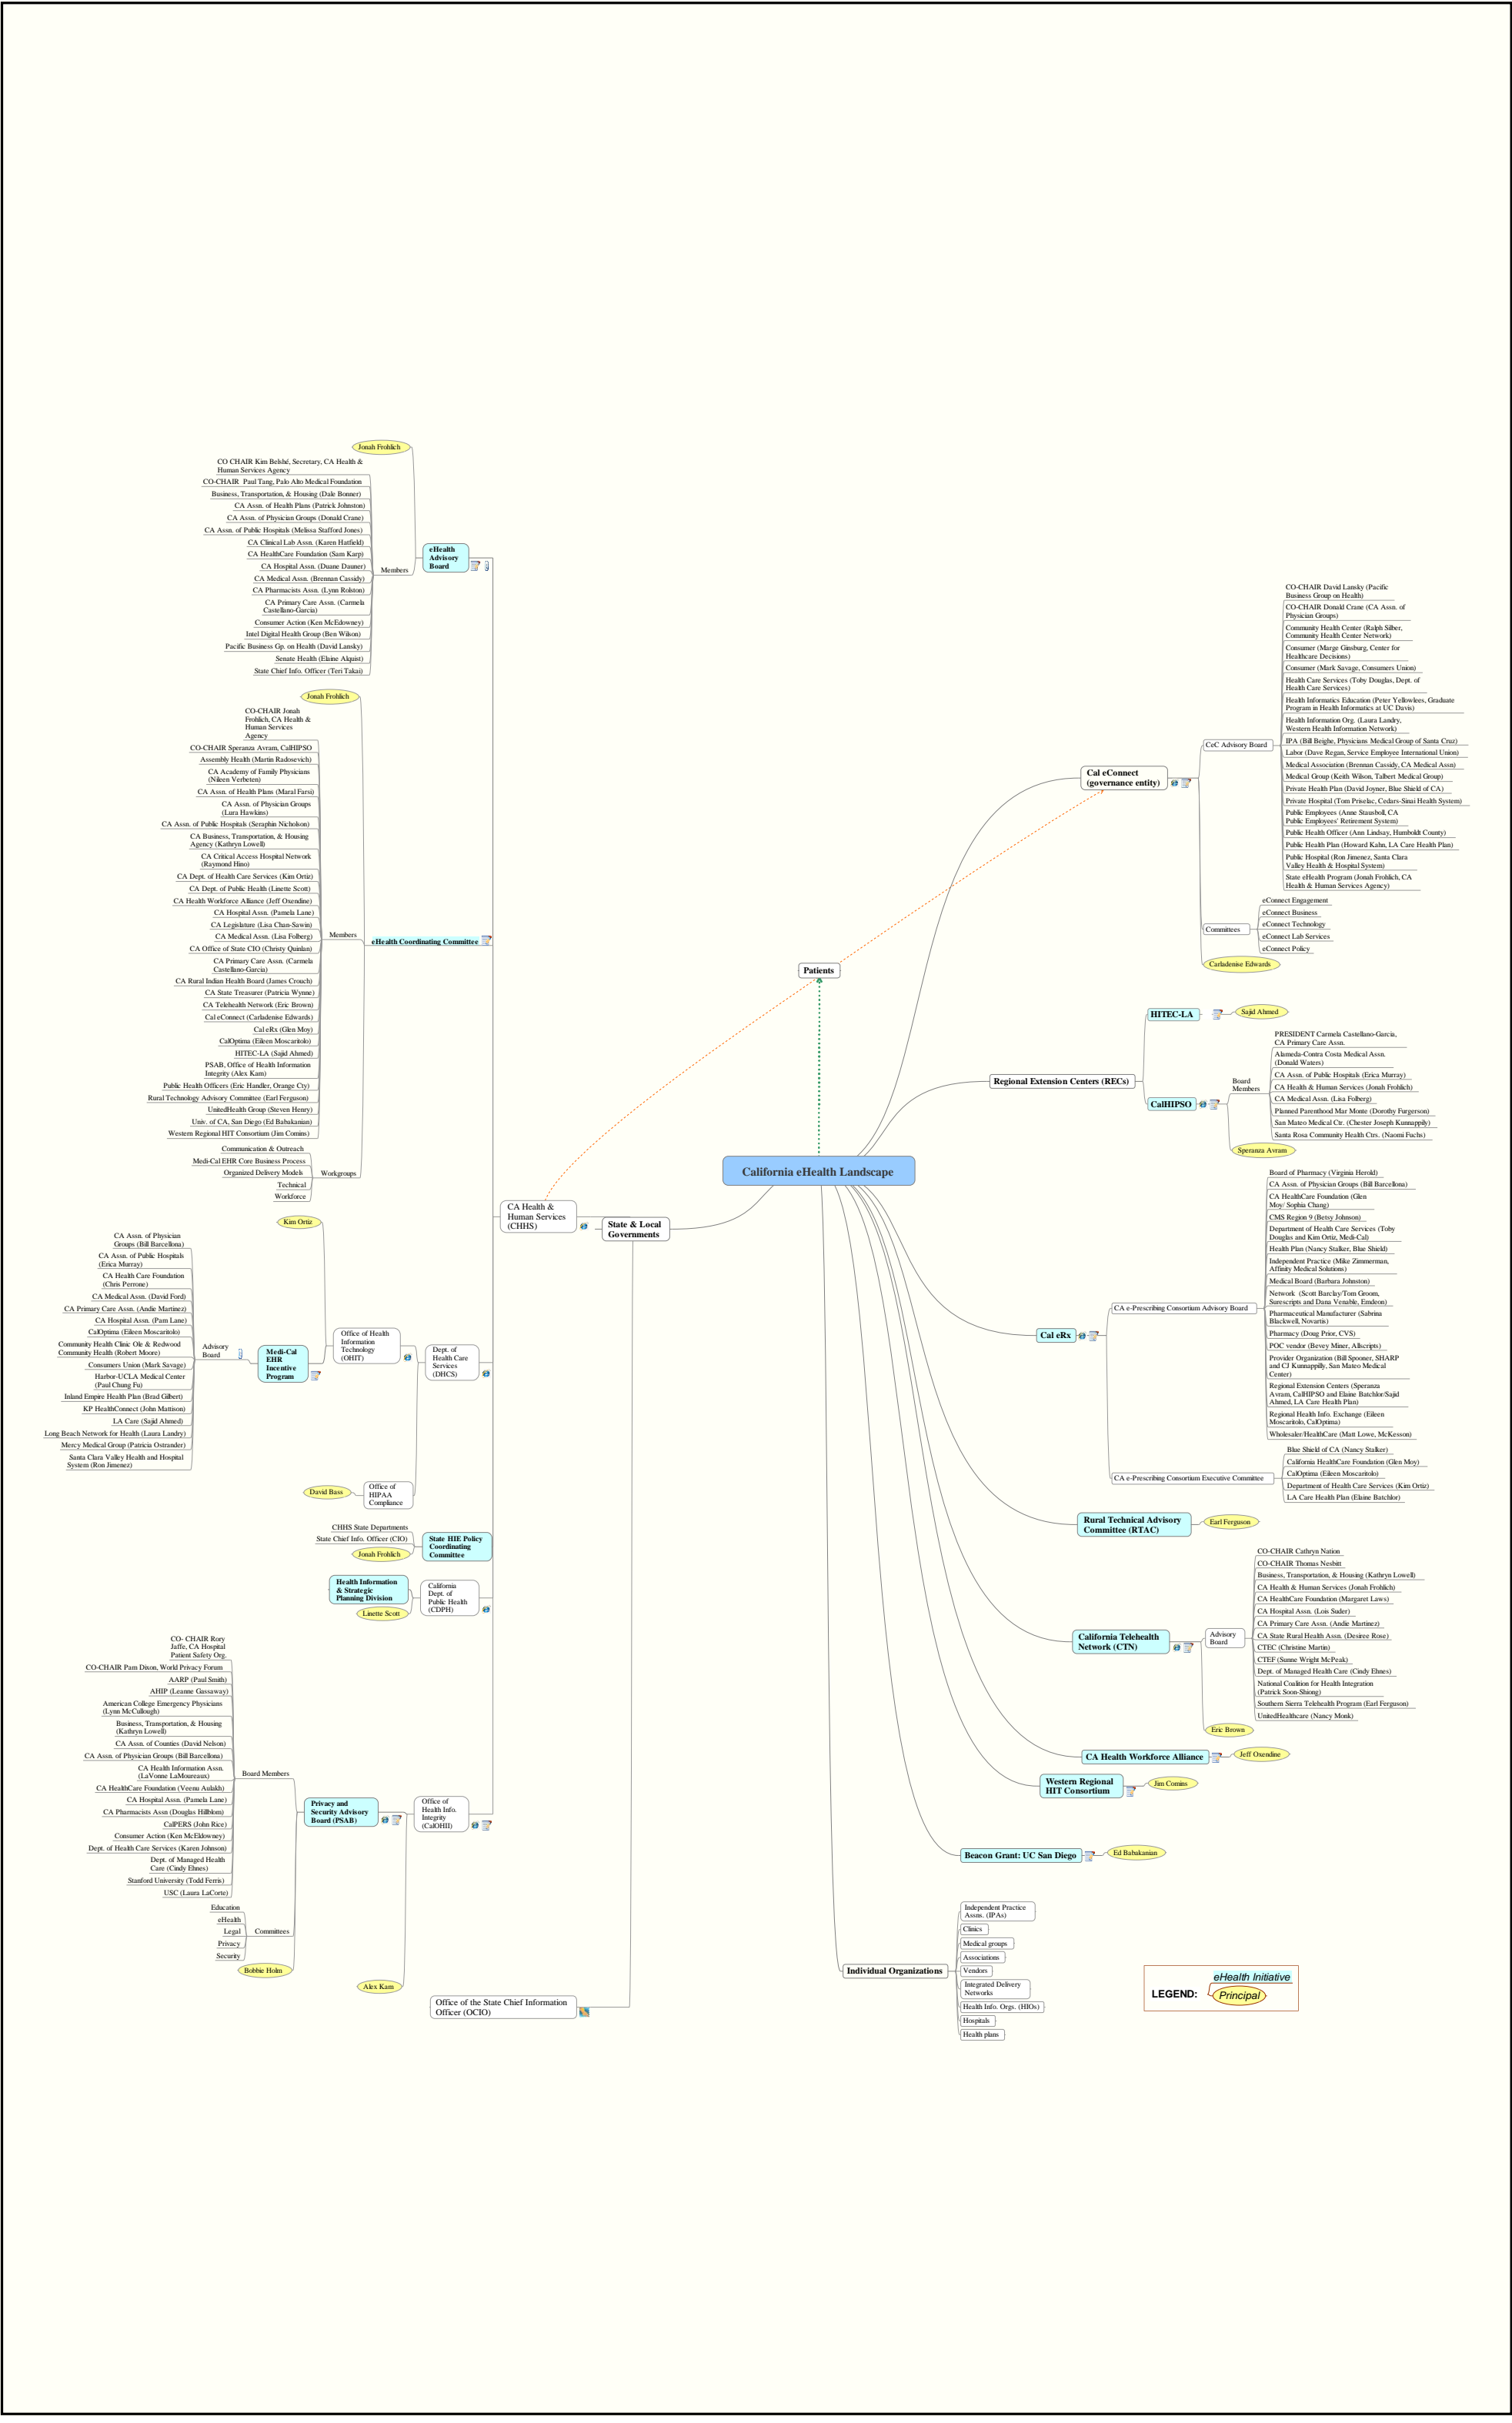 Jonah Frohlich
CO CHAIR Kim Belshé, Secretary, CA Health &
Human Services Agency
CO-CHAIR Paul Tang, Palo Alto Medical Foundation
Business, Transportation, & Housing (Dale Bonner)
CA Assn. of Health Plans (Patrick Johnston)
CA Assn. of Physician Groups (Donald Crane)
CA Assn. of Public Hospitals (Melissa Stafford Jones)
CA Clinical Lab Assn. (Karen Hatfield)
CA HealthCare Foundation (Sam Karp)
CA Hospital Assn. (Duane Dauner)
CA Medical Assn. (Brennan Cassidy)
CA Pharmacists Assn. (Lynn Rolston)
CA Primary Care Assn. (Carmela
Castellano-Garcia)
Consumer Action (Ken McEdowney)
Intel Digital Health Group (Ben Wilson)
Pacific Business Gp. on Health (David Lansky)
Senate Health (Elaine Alquist)
State Chief Info. Officer (Teri Takai)
Members
eHealth
Advisory
Board
Jonah Frohlich
CO-CHAIR Jonah
Frohlich, CA Health &
Human Services
Agency
CO-CHAIR Speranza Avram, CalHIPSO
Assembly Health (Martin Radosevich)
CA Academy of Family Physicians
(Nileen Verbeten)
CA Assn. of Health Plans (Maral Farsi)
CA Assn. of Physician Groups
(Lura Hawkins)
CA Assn. of Public Hospitals (Seraphin Nicholson)
CA Business, Transportation, & Housing
Agency (Kathryn Lowell)
CA Critical Access Hospital Network
(Raymond Hino)
CA Dept. of Health Care Services (Kim Ortiz)
CA Dept. of Public Health (Linette Scott)
CA Health Workforce Alliance (Jeff Oxendine)
CA Hospital Assn. (Pamela Lane)
CA Legislature (Lisa Chan-Sawin)
CA Medical Assn. (Lisa Folberg)
CA Office of State CIO (Christy Quinlan)
CA Primary Care Assn. (Carmela
Castellano-Garcia)
CA Rural Indian Health Board (James Crouch)
CA State Treasurer (Patricia Wynne)
CA Telehealth Network (Eric Brown)
Cal eConnect (Carladenise Edwards)
Cal eRx (Glen Moy)
CalOptima (Eileen Moscaritolo)
HITEC-LA (Sajid Ahmed)
PSAB, Office of Health Information
Integrity (Alex Kam)
Public Health Officers (Eric Handler, Orange Cty)
Rural Technology Advisory Committee (Earl Ferguson)
UnitedHealth Group (Steven Henry)
Univ. of CA, San Diego (Ed Babakanian)
Western Regional HIT Consortium (Jim Comins)
Members
eHealth Coordinating Committee
Communication & Outreach
Medi-Cal EHR Core Business Process
Organized Delivery Models
Technical
Workforce
Workgroups
Kim Ortiz
CA Assn. of Physician
Groups (Bill Barcellona)
CA Assn. of Public Hospitals
(Erica Murray)
CA Health Care Foundation
(Chris Perrone)
CA Medical Assn. (David Ford)
CA Primary Care Assn. (Andie Martinez)
CA Hospital Assn. (Pam Lane)
CalOptima (Eileen Moscaritolo)
Community Health Clinic Ole & Redwood
Community Health (Robert Moore)
Consumers Union (Mark Savage)
Harbor-UCLA Medical Center
(Paul Chung Fu)
Inland Empire Health Plan (Brad Gilbert)
KP HealthConnect (John Mattison)
LA Care (Sajid Ahmed)
Long Beach Network for Health (Laura Landry)
Mercy Medical Group (Patricia Ostrander)
Santa Clara Valley Health and Hospital
System (Ron Jimenez)
Advisory
Board
Medi-Cal
EHR
Incentive
Program
Office of Health
Information
Technology
(OHIT)
Dept. of
Health Care
Services
(DHCS)
David Bass
Office of
HIPAA
Compliance
CHHS State Departments
State Chief Info. Officer (CIO)
Jonah Frohlich
State HIE Policy
Coordinating
Committee
Health Information
& Strategic
Planning Division
Linette Scott
California
Dept. of
Public Health
(CDPH)
CO- CHAIR Rory
Jaffe, CA Hospital
Patient Safety Org.
CO-CHAIR Pam Dixon, World Privacy Forum
AARP (Paul Smith)
AHIP (Leanne Gassaway)
American College Emergency Physicians
(Lynn McCullough)
Business, Transportation, & Housing
(Kathryn Lowell)
CA Assn. of Counties (David Nelson)
CA Assn. of Physician Groups (Bill Barcellona)
CA Health Information Assn.
(LaVonne LaMoureaux)
CA HealthCare Foundation (Veenu Aulakh)
CA Hospital Assn. (Pamela Lane)
CA Pharmacists Assn (Douglas Hillblom)
CalPERS (John Rice)
Consumer Action (Ken McEldowney)
Dept. of Health Care Services (Karen Johnson)
Dept. of Managed Health
Care (Cindy Ehnes)
Stanford University (Todd Ferris)
USC (Laura LaCorte)
Board Members
Education
eHealth
Legal
Privacy
Security
Committees
Bobbie Holm
Privacy and
Security Advisory
Board (PSAB)
Office of
Health Info.
Integrity
(CalOHII)
Alex Kam
Office of the State Chief Information
Officer (OCIO)
CA Health &
Human Services
(CHHS)
State & Local
Governments
California eHealth Landscape
Patients
Cal eConnect
(governance entity)
CeC Advisory Board
CO-CHAIR David Lansky (Pacific
Business Group on Health)
CO-CHAIR Donald Crane (CA Assn. of
Physician Groups)
Community Health Center (Ralph Silber,
Community Health Center Network)
Consumer (Marge Ginsburg, Center for
Healthcare Decisions)
Consumer (Mark Savage, Consumers Union)
Health Care Services (Toby Douglas, Dept. of
Health Care Services)
Health Informatics Education (Peter Yellowlees, Graduate
Program in Health Informatics at UC Davis)
Health Information Org. (Laura Landry,
Western Health Information Network)
IPA (Bill Beighe, Physicians Medical Group of Santa Cruz)
Labor (Dave Regan, Service Employee International Union)
Medical Association (Brennan Cassidy, CA Medical Assn)
Medical Group (Keith Wilson, Talbert Medical Group)
Private Health Plan (David Joyner, Blue Shield of CA)
Private Hospital (Tom Priselac, Cedars-Sinai Health System)
Public Employees (Anne Stausboll, CA
Public Employees' Retirement System)
Public Health Officer (Ann Lindsay, Humboldt County)
Public Health Plan (Howard Kahn, LA Care Health Plan)
Public Hospital (Ron Jimenez, Santa Clara
Valley Health & Hospital System)
State eHealth Program (Jonah Frohlich, CA
Health & Human Services Agency)
Committees
eConnect Engagement
eConnect Business
eConnect Technology
eConnect Lab Services
eConnect Policy
Carladenise Edwards
Regional Extension Centers (RECs)
HITEC-LA
Sajid Ahmed
CalHIPSO
Board
Members
PRESIDENT Carmela Castellano-Garcia,
CA Primary Care Assn.
Alameda-Contra Costa Medical Assn.
(Donald Waters)
CA Assn. of Public Hospitals (Erica Murray)
CA Health & Human Services (Jonah Frohlich)
CA Medical Assn. (Lisa Folberg)
Planned Parenthood Mar Monte (Dorothy Furgerson)
San Mateo Medical Ctr. (Chester Joseph Kunnappily)
Santa Rosa Community Health Ctrs. (Naomi Fuchs)
Speranza Avram
Cal eRx
CA e-Prescribing Consortium Advisory Board
Board of Pharmacy (Virginia Herold)
CA Assn. of Physician Groups (Bill Barcellona)
CA HealthCare Foundation (Glen
Moy/ Sophia Chang)
CMS Region 9 (Betsy Johnson)
Department of Health Care Services (Toby
Douglas and Kim Ortiz, Medi-Cal)
Health Plan (Nancy Stalker, Blue Shield)
Independent Practice (Mike Zimmerman,
Affinity Medical Solutions)
Medical Board (Barbara Johnston)
Network (Scott Barclay/Tom Groom,
Surescripts and Dana Venable, Emdeon)
Pharmaceutical Manufacturer (Sabrina
Blackwell, Novartis)
Pharmacy (Doug Prior, CVS)
POC vendor (Bevey Miner, Allscripts)
Provider Organization (Bill Spooner, SHARP
and CJ Kunnappilly, San Mateo Medical
Center)
Regional Extension Centers (Speranza
Avram, CalHIPSO and Elaine Batchlor/Sajid
Ahmed, LA Care Health Plan)
Regional Health Info. Exchange (Eileen
Moscaritolo, CalOptima)
Wholesaler/HealthCare (Matt Lowe, McKesson)
CA e-Prescribing Consortium Executive Committee
Blue Shield of CA (Nancy Stalker)
California HealthCare Foundation (Glen Moy)
CalOptima (Eileen Moscaritolo)
Department of Health Care Services (Kim Ortiz)
LA Care Health Plan (Elaine Batchlor)
Rural Technical Advisory
Committee (RTAC)
Earl Ferguson
California Telehealth
Network (CTN)
Advisory
Board
CO-CHAIR Cathryn Nation
CO-CHAIR Thomas Nesbitt
Business, Transportation, & Housing (Kathryn Lowell)
CA Health & Human Services (Jonah Frohlich)
CA HealthCare Foundation (Margaret Laws)
CA Hospital Assn. (Lois Suder)
CA Primary Care Assn. (Andie Martinez)
CA State Rural Health Assn. (Desiree Rose)
CTEC (Christine Martin)
CTEF (Sunne Wright McPeak)
Dept. of Managed Health Care (Cindy Ehnes)
National Coalition for Health Integration
(Patrick Soon-Shiong)
Southern Sierra Telehealth Program (Earl Ferguson)
UnitedHealthcare (Nancy Monk)
Eric Brown
CA Health Workforce Alliance
Jeff Oxendine
Western Regional
HIT Consortium
Jim Comins
Beacon Grant: UC San Diego
Ed Babakanian
Individual Organizations
Independent Practice
Assns. (IPAs)
Clinics
Medical groups
Associations
Vendors
Integrated Delivery
Networks
Health Info. Orgs. (HIOs)
Hospitals
Health plans
LEGEND:
eHealth Initiative
Principal